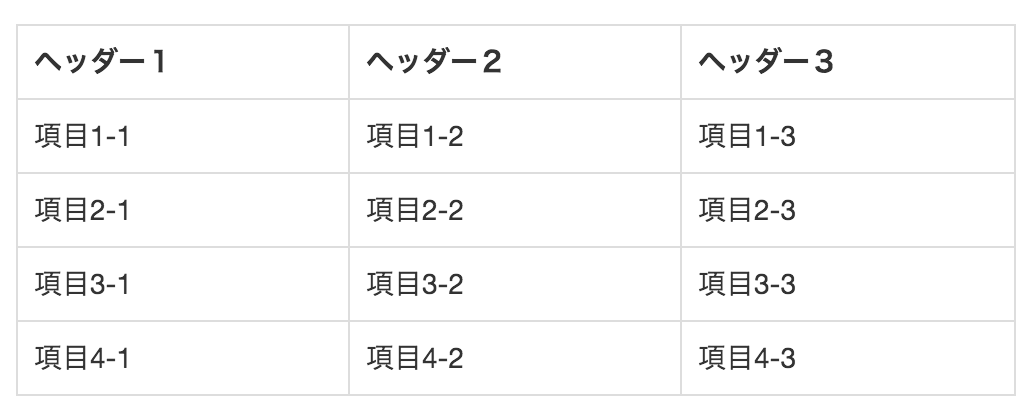 ヘッダー１ ヘッダー２ ヘッダー３
項目1-1 項目1-2 項目1-3
項目2-1 項目2-2 項目2-3
項目3-1 項目3-2 項目3-3
項目4-1 項目4-2 項目4-3